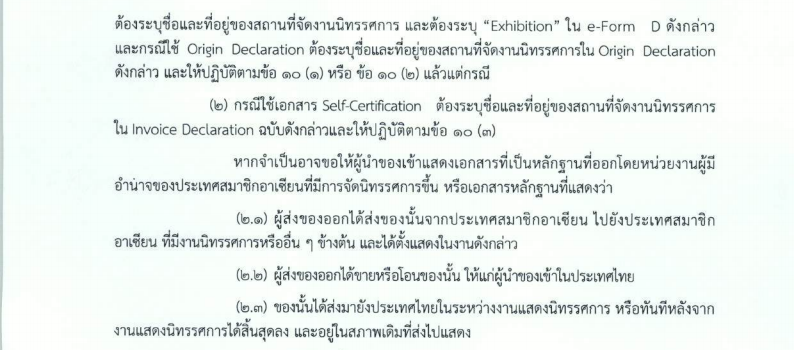 ต้องระบุชื่อและที่อยู่ของสถานที่จัดงานนิทรรศการ และต้องระบุ “Exhibition” ใน e-Form D ดังกล่าว
และกรณีใช้ Origin Declaration ต้องระบุชื่อและที่อยู่ของสถานที่จัดงานนิทรรศการใน Origin Declaration
ดังกล่าว และให้ปฏิบัติตามข้อ ๑๐ (๑) หรือ ข้อ ๑๐ (๒) แล้วแต่กรณี
(๒) กรณีใช้เอกสาร Self-Certification ต้องระบุชื่อและที่อยู่ของสถานที่จัดงานนิทรรศการ
ใน Invoice Declaration ฉบับดังกล่าวและให้ปฏิบัติตามข้อ ๑๐ (๓)
หากจำเป็นอาจขอให้ผู้นำของเข้าแสดงเอกสารที่เป็นหลักฐานที่ออกโดยหน่วยงานผู้มี
อำนาจของประเทศสมาชิกอาเซียนที่มีการจัดนิทรรศการขึ้น หรือเอกสารหลักฐานที่แสดงว่า
(๒.๑) ผู้ส่งของออกได้ส่งของนั้นจากประเทศสมาชิกอาเซียน ไปยังประเทศสมาชิก
อาเซียน ที่มีงานนิทรรศการหรืออื่น ๆ ข้างต้น และได้ตั้งแสดงในงานดังกล่าว
(๒.๒) ผู้ส่งของออกได้ขายหรือโอนของนั้น ให้แก่ผู้นำของเข้าในประเทศไทย
(๒.๓) ของนั้นได้ส่งมายังประเทศไทยในระหว่างงานแสดงนิทรรศการ หรือทันทีหลังจาก
งานแสดงนิทรรศการได้สิ้นสุดลง และอยู่ในสภาพเดิมที่ส่งไปแสดง